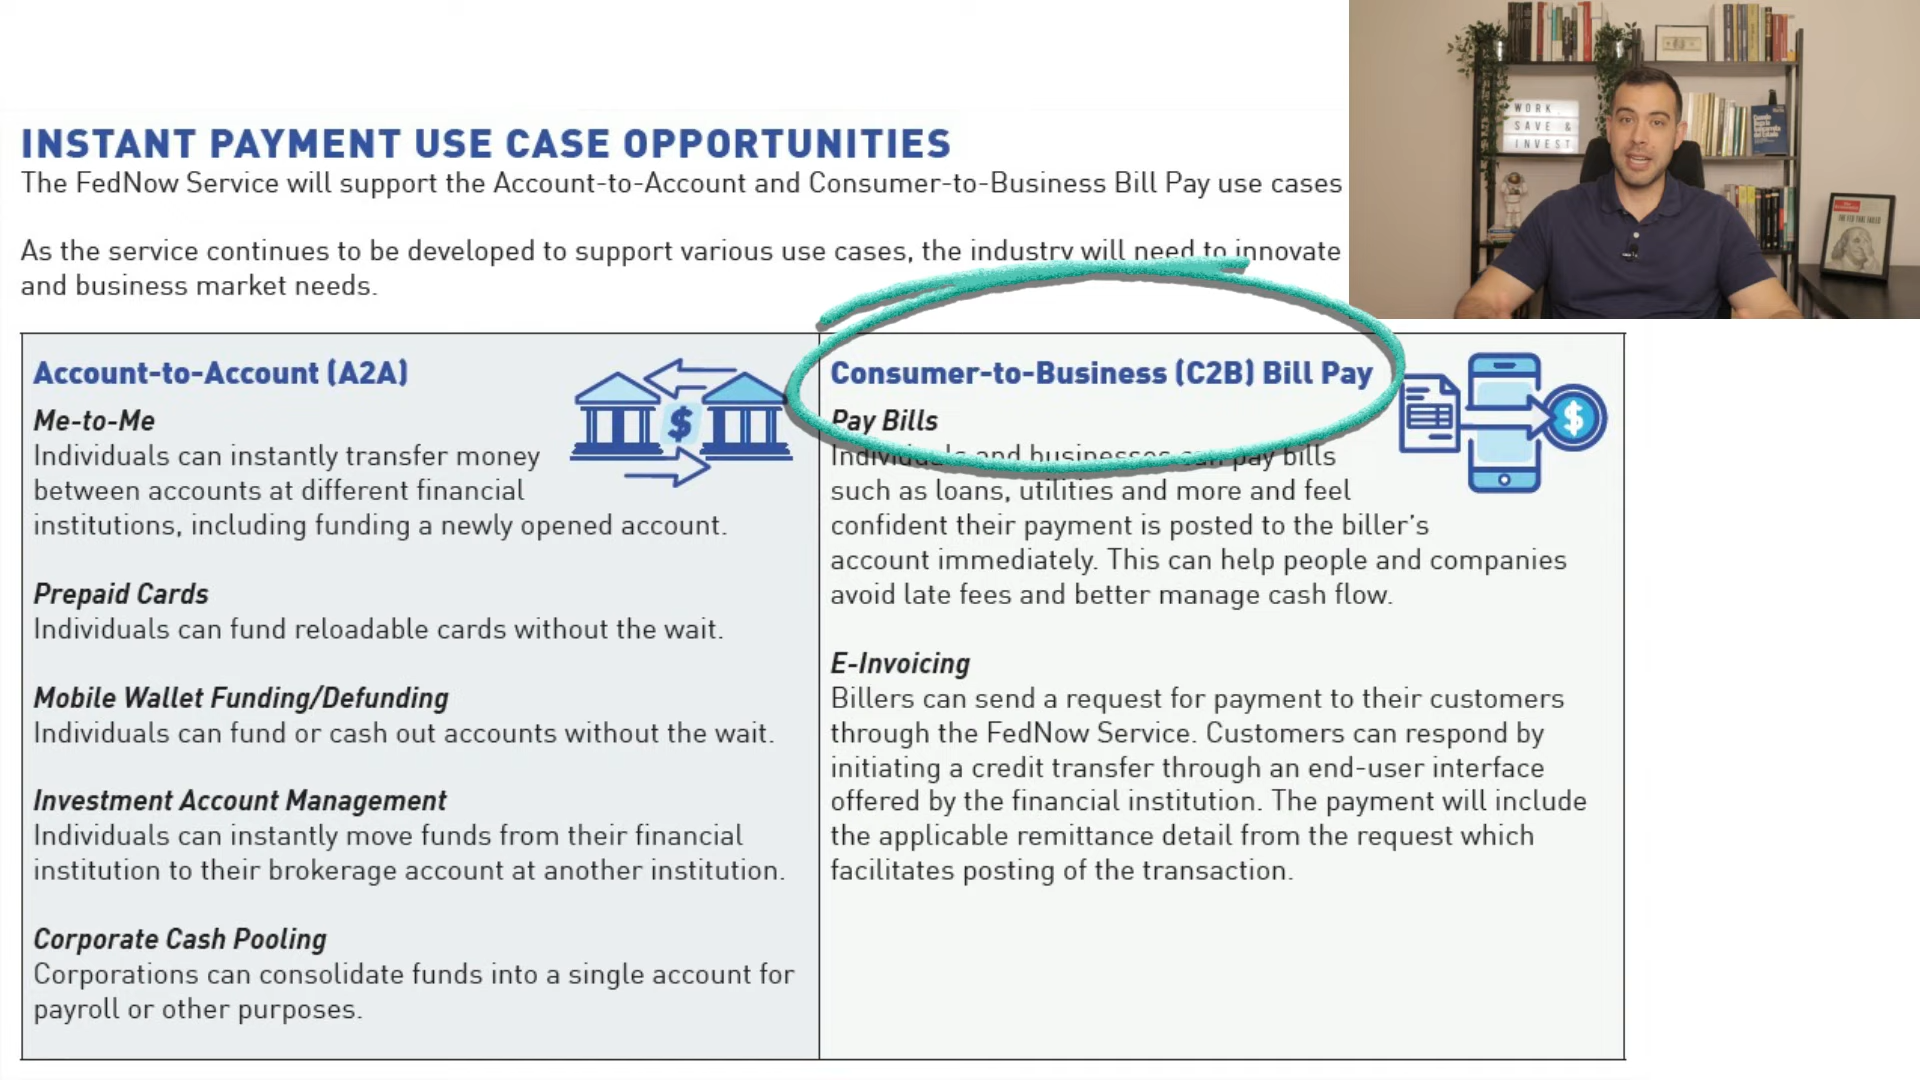 INSTANT PAYMENT USE CASE OPPORTUNITIES
The FedNow Service will support the Account-to-Account and Consumer-to-Business Bill Pay use cases
As the service continues to be developed to support various use cases, the industry will need to innovate
and business market needs.
Account-to-Account (A2A)
Me-to-Me
Individuals can instantly transfer money
between accounts at different financial
institutions, including funding a newly opened account.
Prepaid Cards
Individuals can fund reloadable cards without the wait.
Mobile Wallet Funding/Defunding
Individuals can fund or cash out accounts without the wait.
Investment Account Management
Individuals can instantly move funds from their financial
institution to their brokerage account at another institution.
Corporate Cash Pooling
Corporations can consolidate funds into a single account for
payroll or other purposes.
$
Consumer-to-Business (C2B) Bill Pay
Pay Bills
Individuals and businesses can pay bills
such as loans, utilities and more and feel
confident their payment is posted to the biller's
account immediately. This can help people and companies
avoid late fees and better manage cash flow.
E-Invoicing
Billers can send a request for payment to their customers
through the FedNow Service. Customers can respond by
initiating a credit transfer through an end-user interface
offered by the financial institution. The payment will include
the applicable remittance detail from the request which
facilitates posting of the transaction.
$
WORK
SAVE &
INVEST